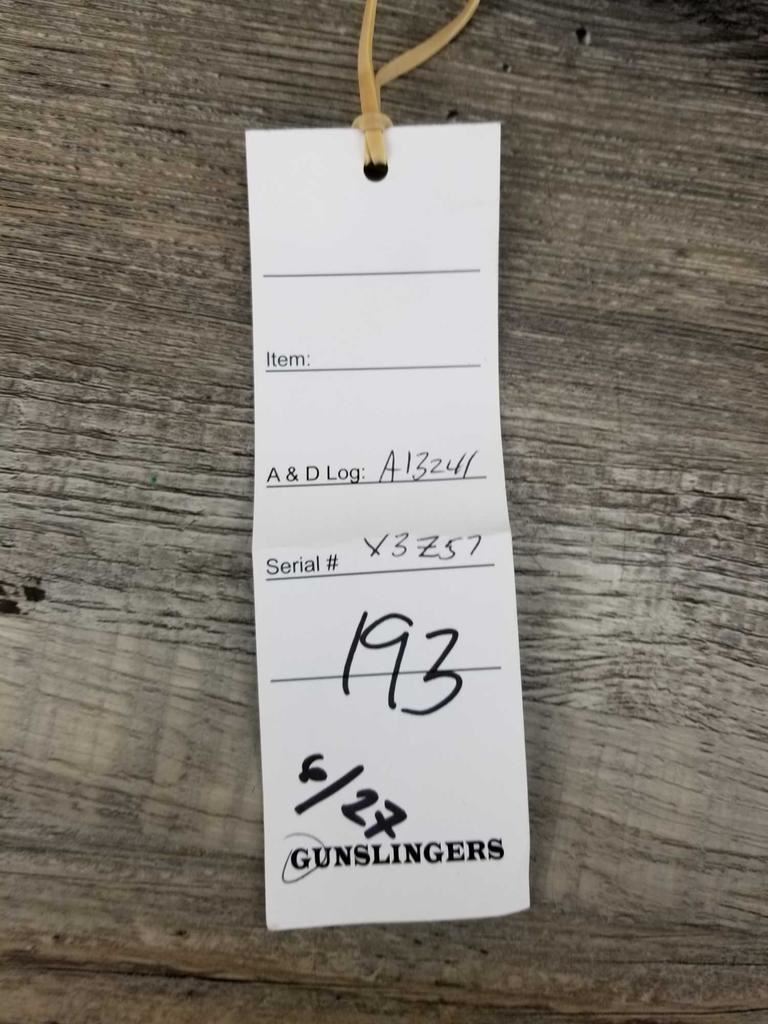 Item:
A & D Log: A13241
Serial # X3Z57
193
6/27
GUNSLINGERS